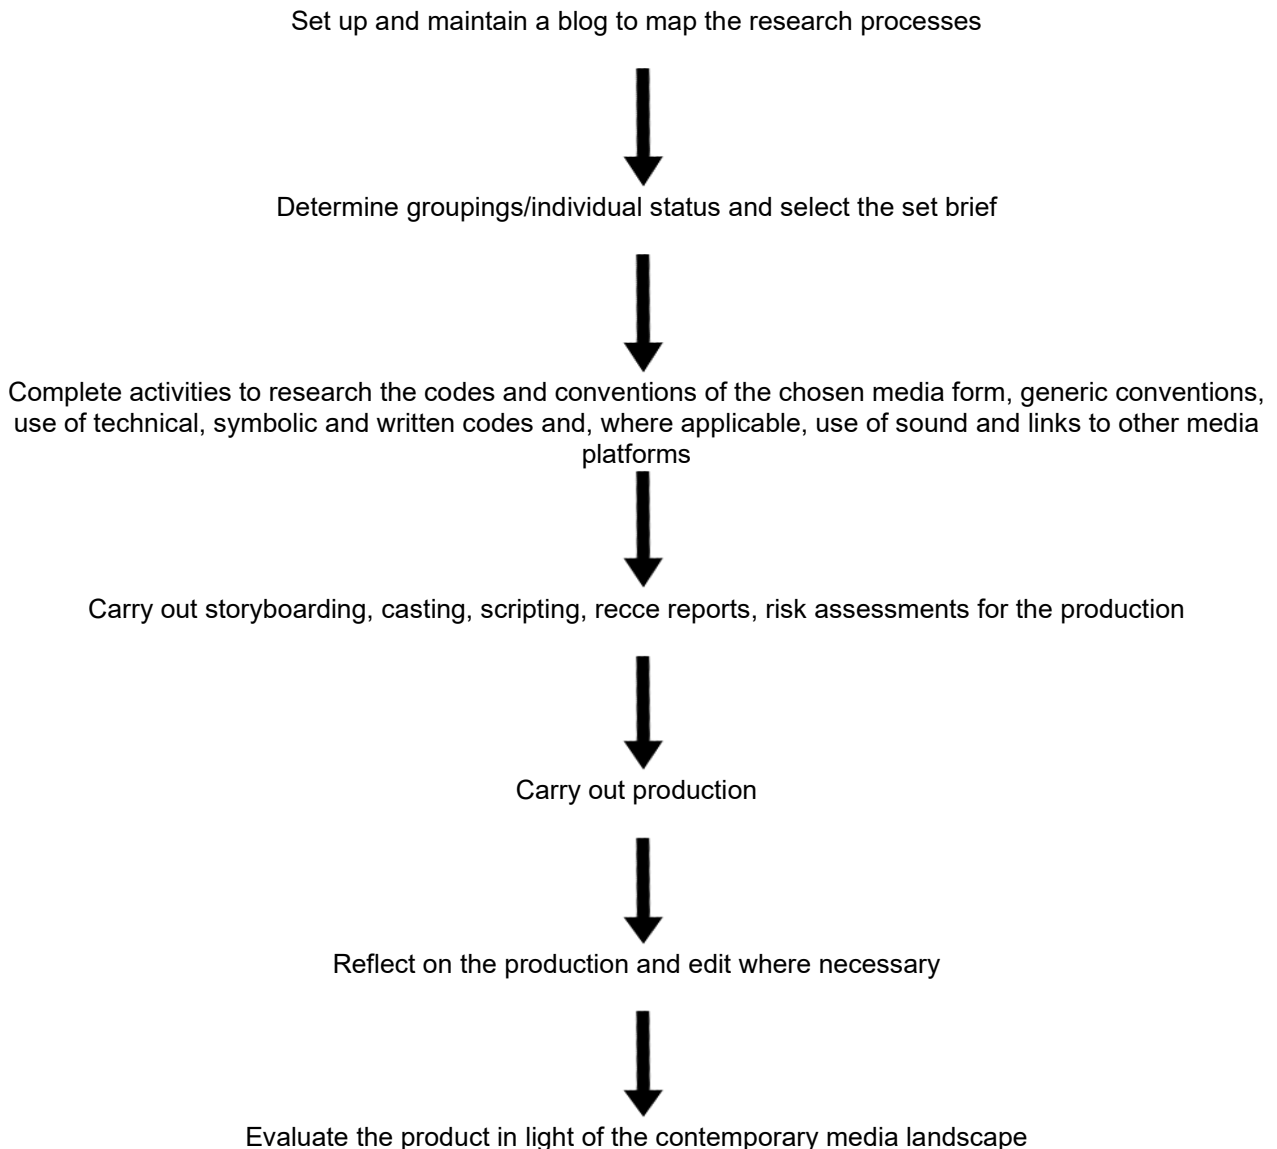 Set up and maintain a blog to map the research processes
Determine groupings/individual status and select the set brief
Complete activities to research the codes and conventions of the chosen media form, generic conventions,
use of technical, symbolic and written codes and, where applicable, use of sound and links to other media
platforms
Carry out storyboarding, casting, scripting, recce reports, risk assessments for the production
Carry out production
Reflect on the production and edit where necessary
Evaluate the product in light of the contemporary media landscape